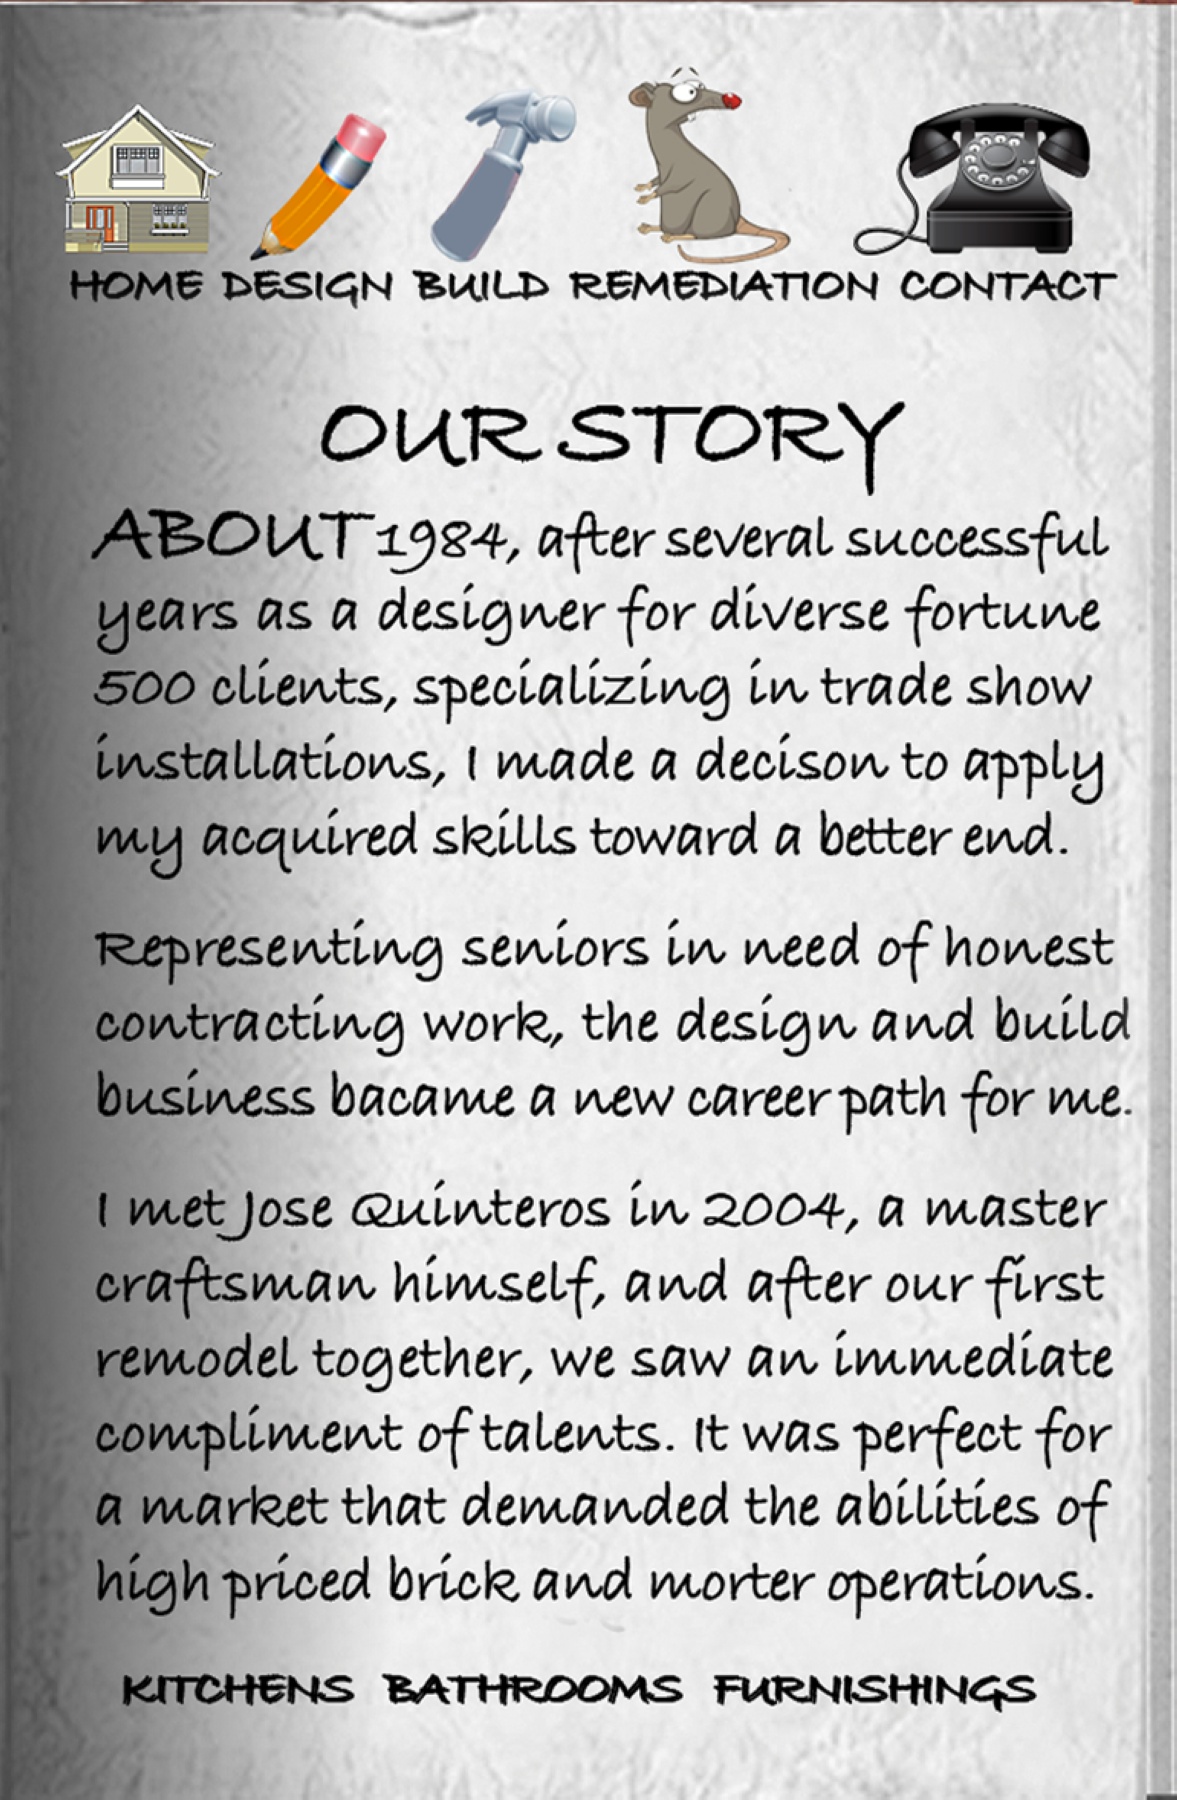 HOME DESIGN BUILD REMEDIATION CONTACT
OUR STORY
ABOUT 1984, after several successful
years as a designer for diverse fortune
500 clients, specializing in trade show
installations, I made a decison to apply
my acquired skills toward a better end.
Representing seniors in need of honest
contracting work, the design and build
business bacame a new career path for me.
I met Jose Quinteros in 2004, a master
craftsman himself, and after our first
remodel together, we saw an immediate
compliment of talents. It was perfect for
a market that demanded the abilities of
high priced brick and morter operations.
KITCHENS BATHROOMS FURNISHINGS